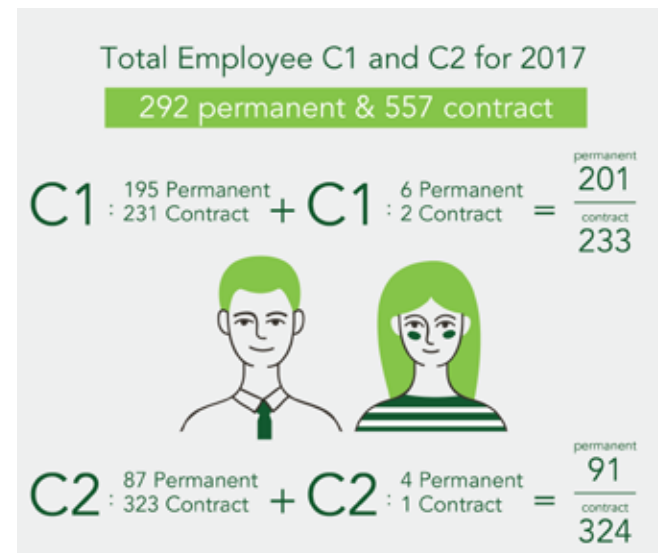 Total Employee C1 and C2 for 2017
292 permanent & 557 contract
C1 : 195 Permanent
231 Contract
+ C1 : 6 Permanent
2 Contract
=
permanent
201
contract
233
C2 : 87 Permanent
323 Contract
+ C2 : 4 Permanent
1 Contract
=
permanent
91
contract
324